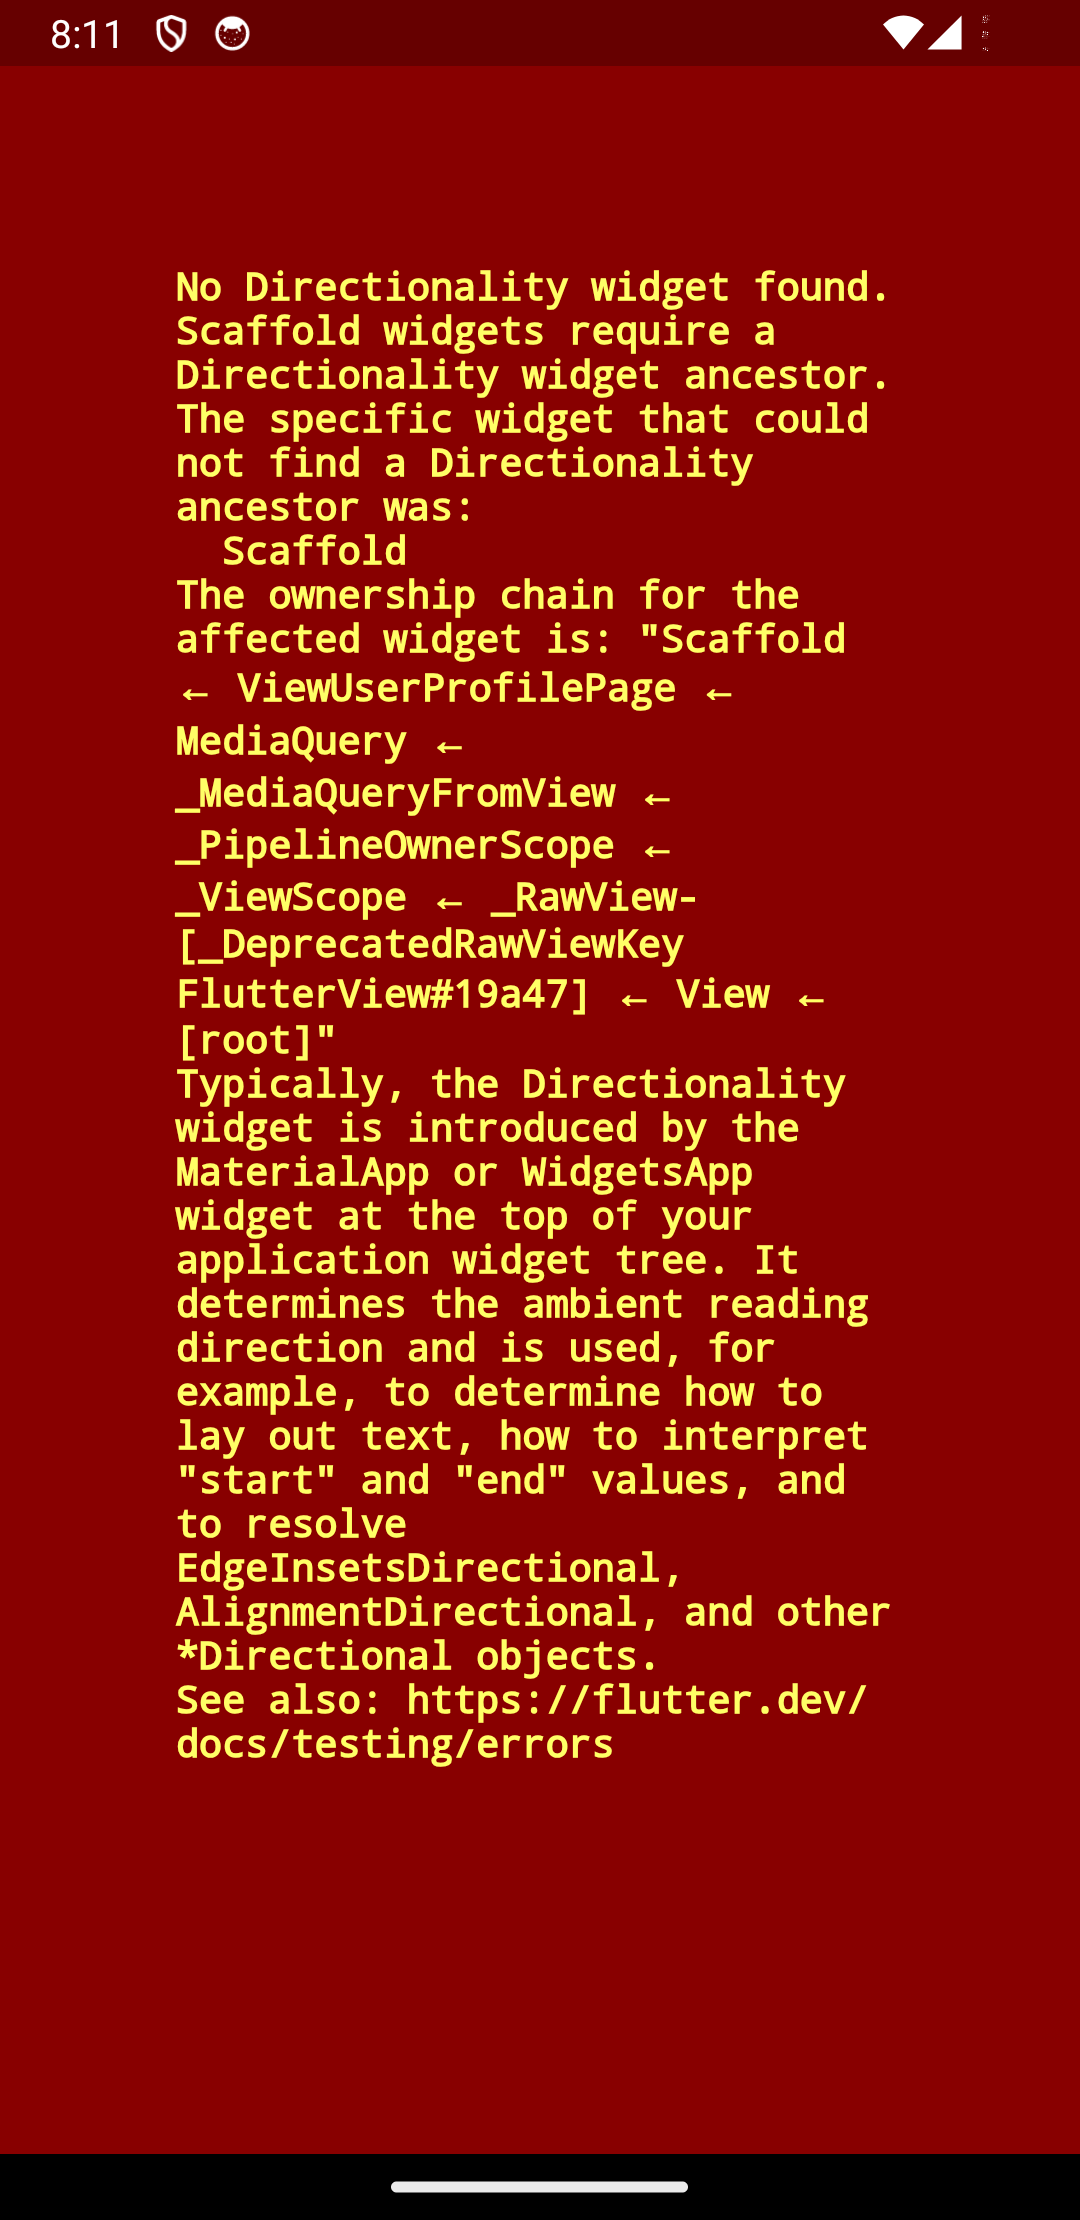 8:11
No Directionality widget found.
Scaffold widgets require a
Directionality widget ancestor.
The specific widget that could
not find a Directionality
ancestor was:
  Scaffold
The ownership chain for the
affected widget is: "Scaffold
← ViewUserProfilePage ←
MediaQuery ←
_MediaQueryFromView ←
_PipelineOwnerScope ←
_ViewScope ← _RawView-
[_DeprecatedRawViewKey
FlutterView#19a47] ← View ←
[root]"
Typically, the Directionality
widget is introduced by the
MaterialApp or WidgetsApp
widget at the top of your
application widget tree. It
determines the ambient reading
direction and is used, for
example, to determine how to
lay out text, how to interpret
"start" and "end" values, and
to resolve
EdgeInsetsDirectional,
AlignmentDirectional, and other
*Directional objects.
See also: https://flutter.dev/
docs/testing/errors